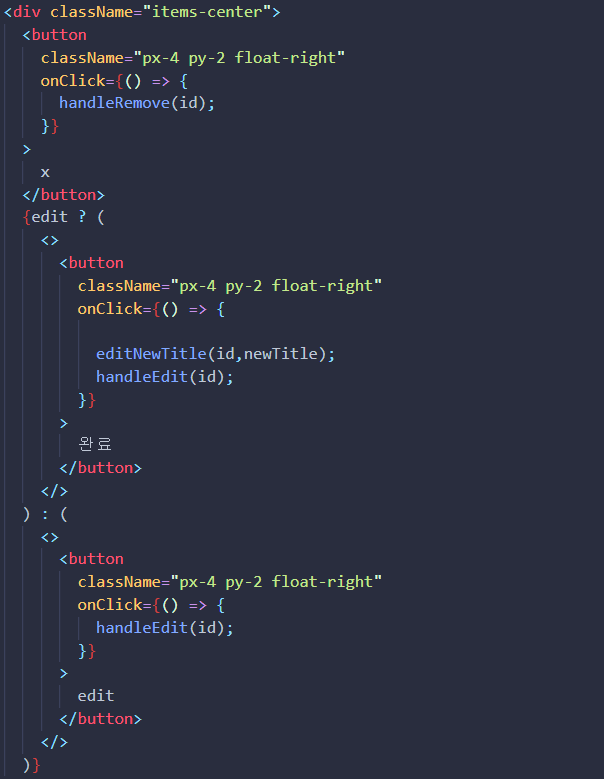 <div className="items-center">
<button
className="px-4 py-2 float-right"
onClick={() => {
handleRemove(id);
}}
>
x
</button>
{edit ? (
<>
<button
className="px-4 py-2 float-right"
onClick={() => {
editNewTitle(id,newTitle);
handleEdit(id);
}}
>
완료
</button>
</>
) : (
<>
<button
className="px-4 py-2 float-right"
onClick={() => {
handleEdit(id);
}}
>
edit
</button>
</>
)}